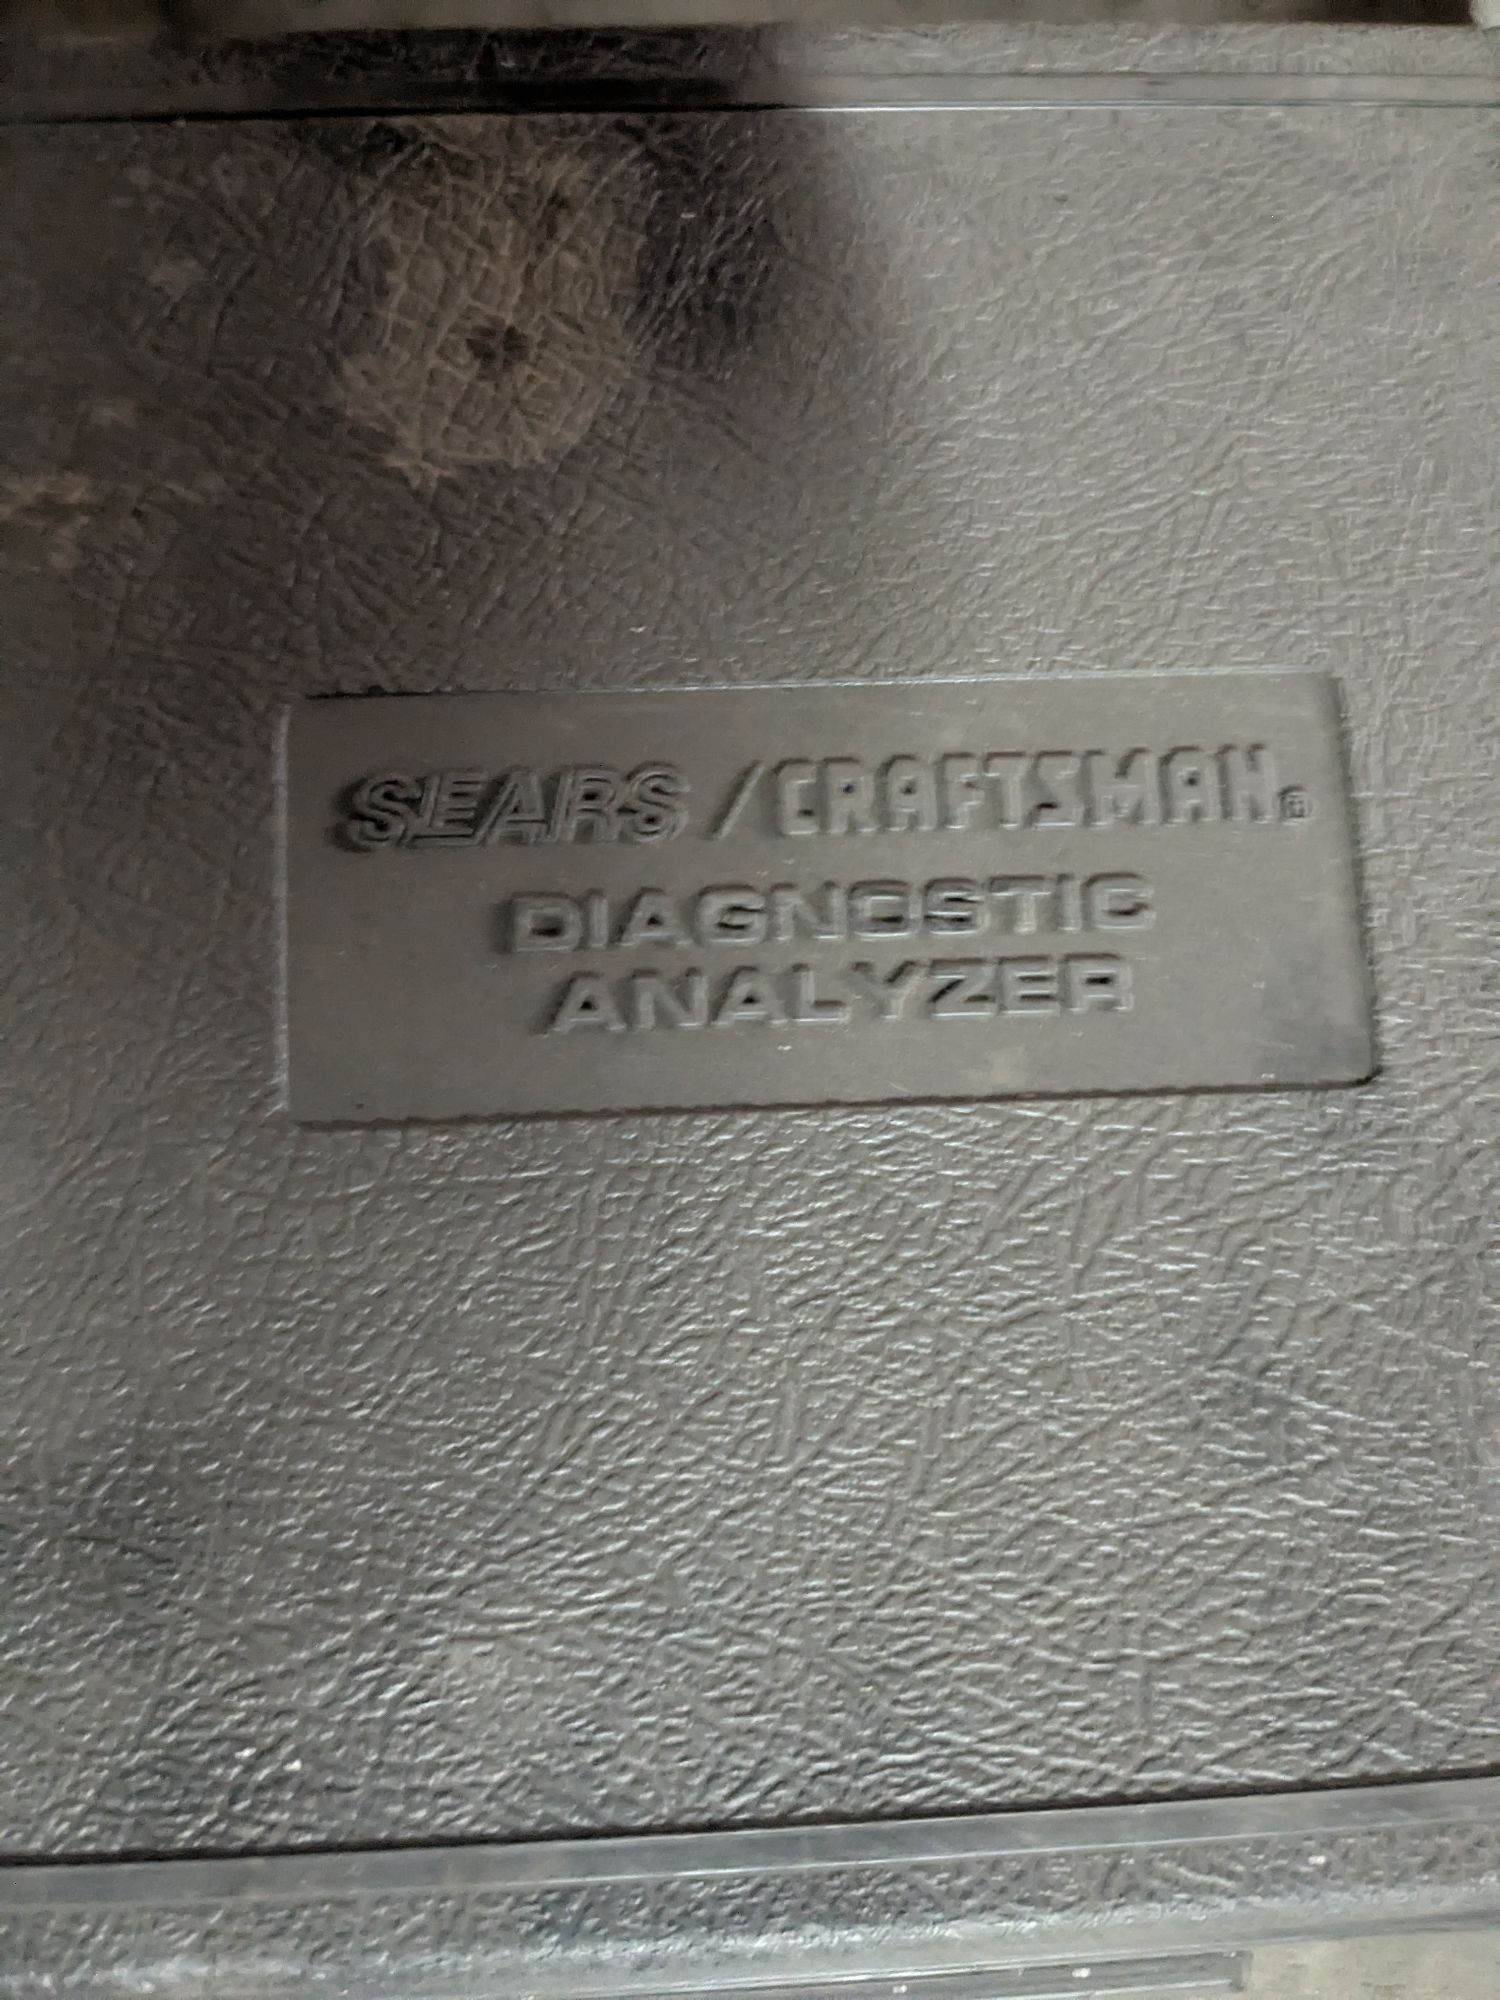 SEARS / CRAFTSMAN®
DIAGNOSTIC
ANALYZER